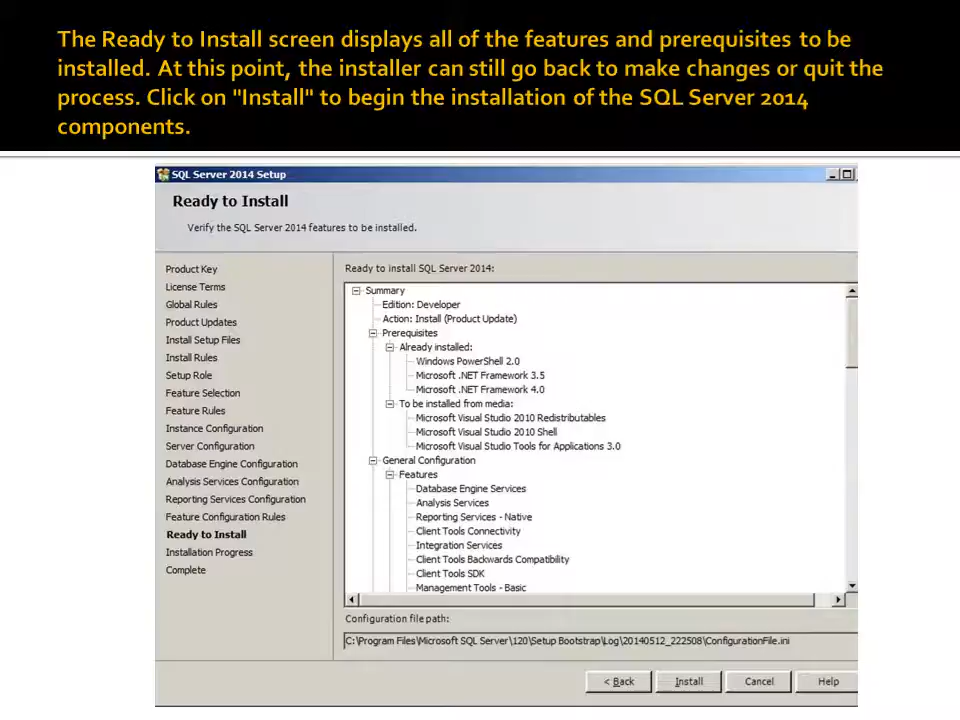 The Ready to Install screen displays all of the features and prerequisites to be
installed. At this point, the installer can still go back to make changes or quit the
process. Click on "Install" to begin the installation of the SQL Server 2014
components.
SQL Server 2014 Setup
Ready to Install
Verify the SQL Server 2014 features to be installed.
Product Key
License Terms
Global Rules
Product Updates
Install Setup Files
Install Rules
Setup Role
Feature Selection
Feature Rules
Instance Configuration
Server Configuration
Database Engine Configuration
Analysis Services Configuration
Reporting Services Configuration
Feature Configuration Rules
Ready to Install
Installation Progress
Complete
Ready to install SQL Server 2014:
Summary
Edition: Developer
Action: Install (Product Update)
Prerequisites
Already installed:
Windows PowerShell 2.0
Microsoft .NET Framework 3.5
Microsoft .NET Framework 4.0
To be installed from media:
Microsoft Visual Studio 2010 Redistributables
Microsoft Visual Studio 2010 Shell
Microsoft Visual Studio Tools for Applications 3.0
General Configuration
Features
Database Engine Services
Analysis Services
Reporting Services - Native
Client Tools Connectivity
Integration Services
Client Tools Backwards Compatibility
Client Tools SDK
Management Tools - Basic
Configuration file path:
C:\Program Files\Microsoft SQL Server\120\Setup Bootstrap\Log\20140512_222508\ConfigurationFile.ini
< Back Install Cancel Help